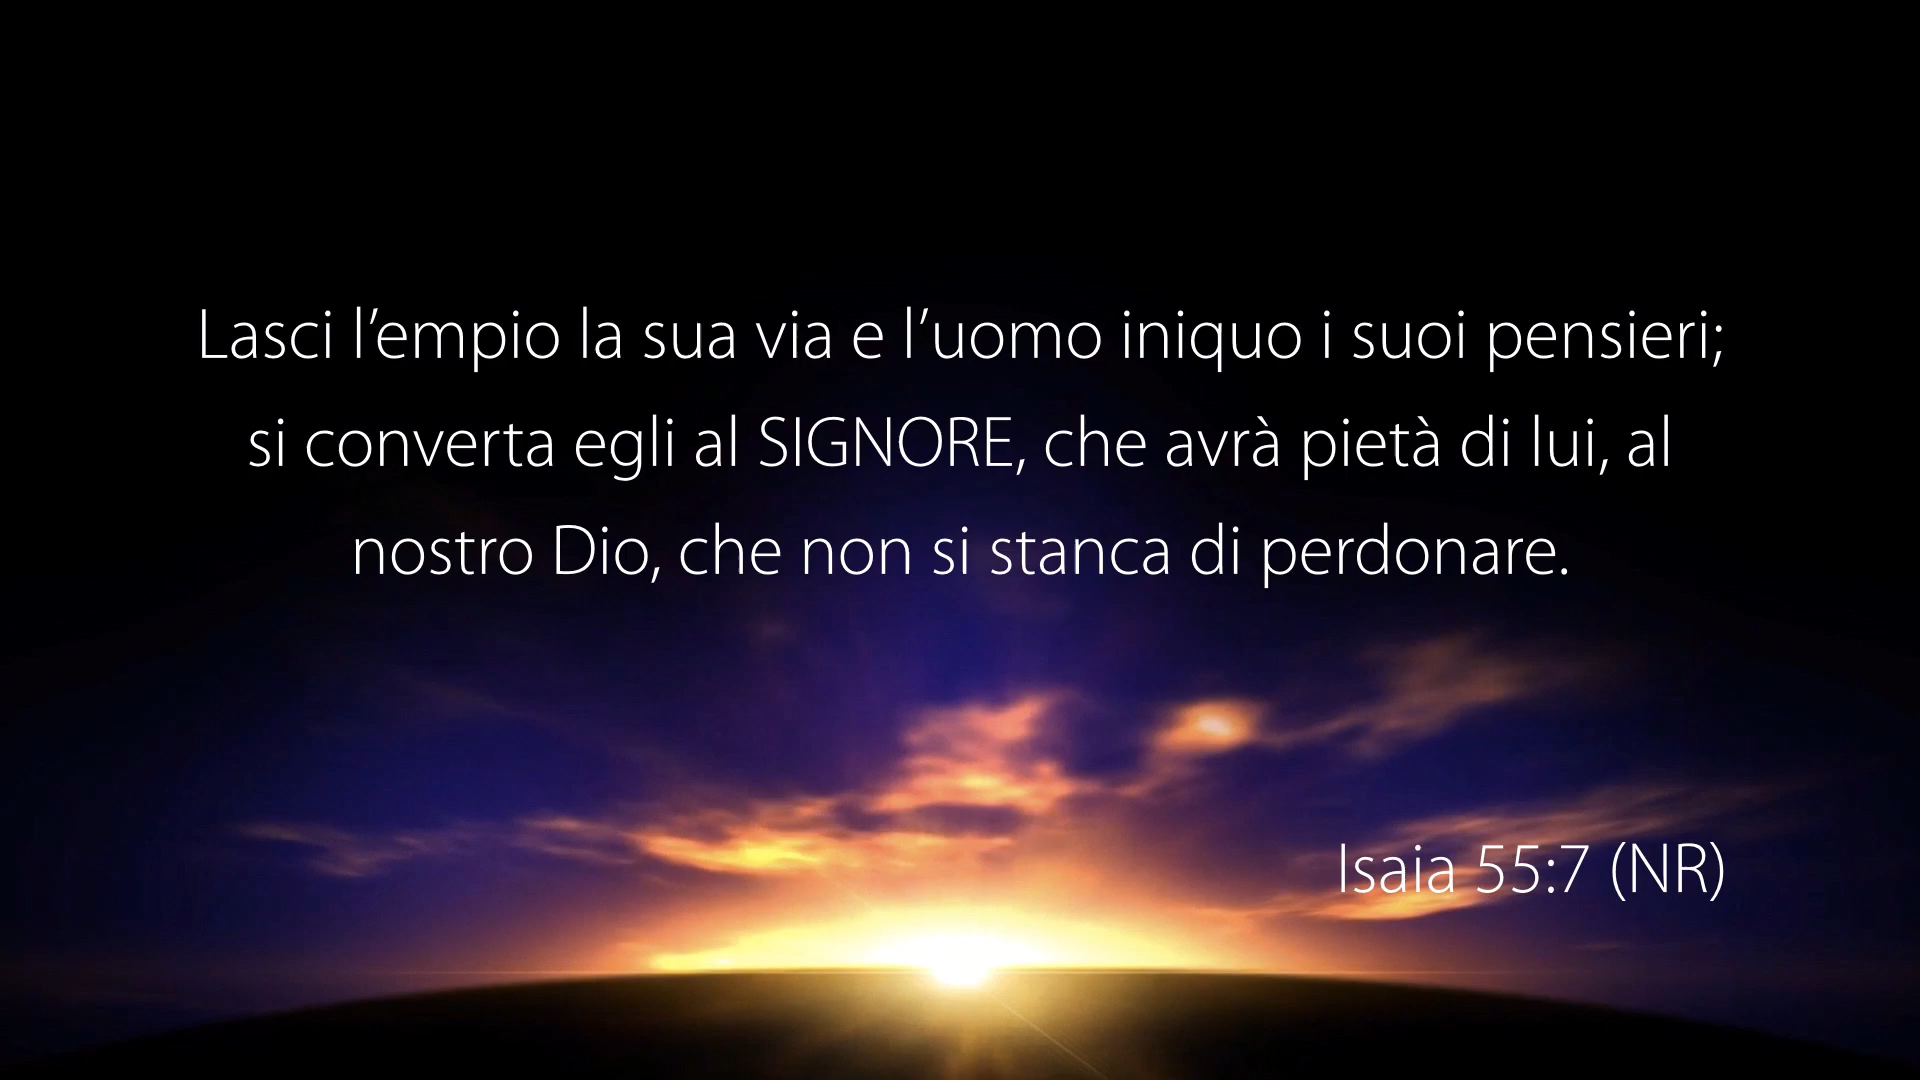 Lasci l’empio la sua via e l’uomo iniquo i suoi pensieri;
si converta egli al SIGNORE, che avrà pietà di lui, al
nostro Dio, che non si stanca di perdonare.
Isaia 55:7 (NR)